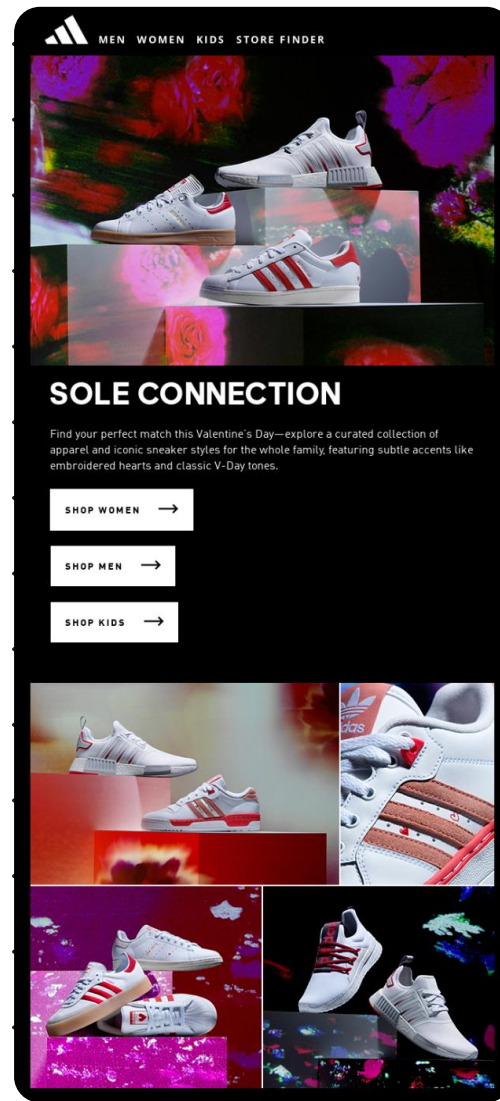 MEN WOMEN KIDS STORE FINDER
SOLE CONNECTION
Find your perfect match this Valentine's Day—explore a curated collection of
apparel and iconic sneaker styles for the whole family, featuring subtle accents like
embroidered hearts and classic V-Day tones.
SHOP WOMEN →
SHOP MEN →
SHOP KIDS →
adidas